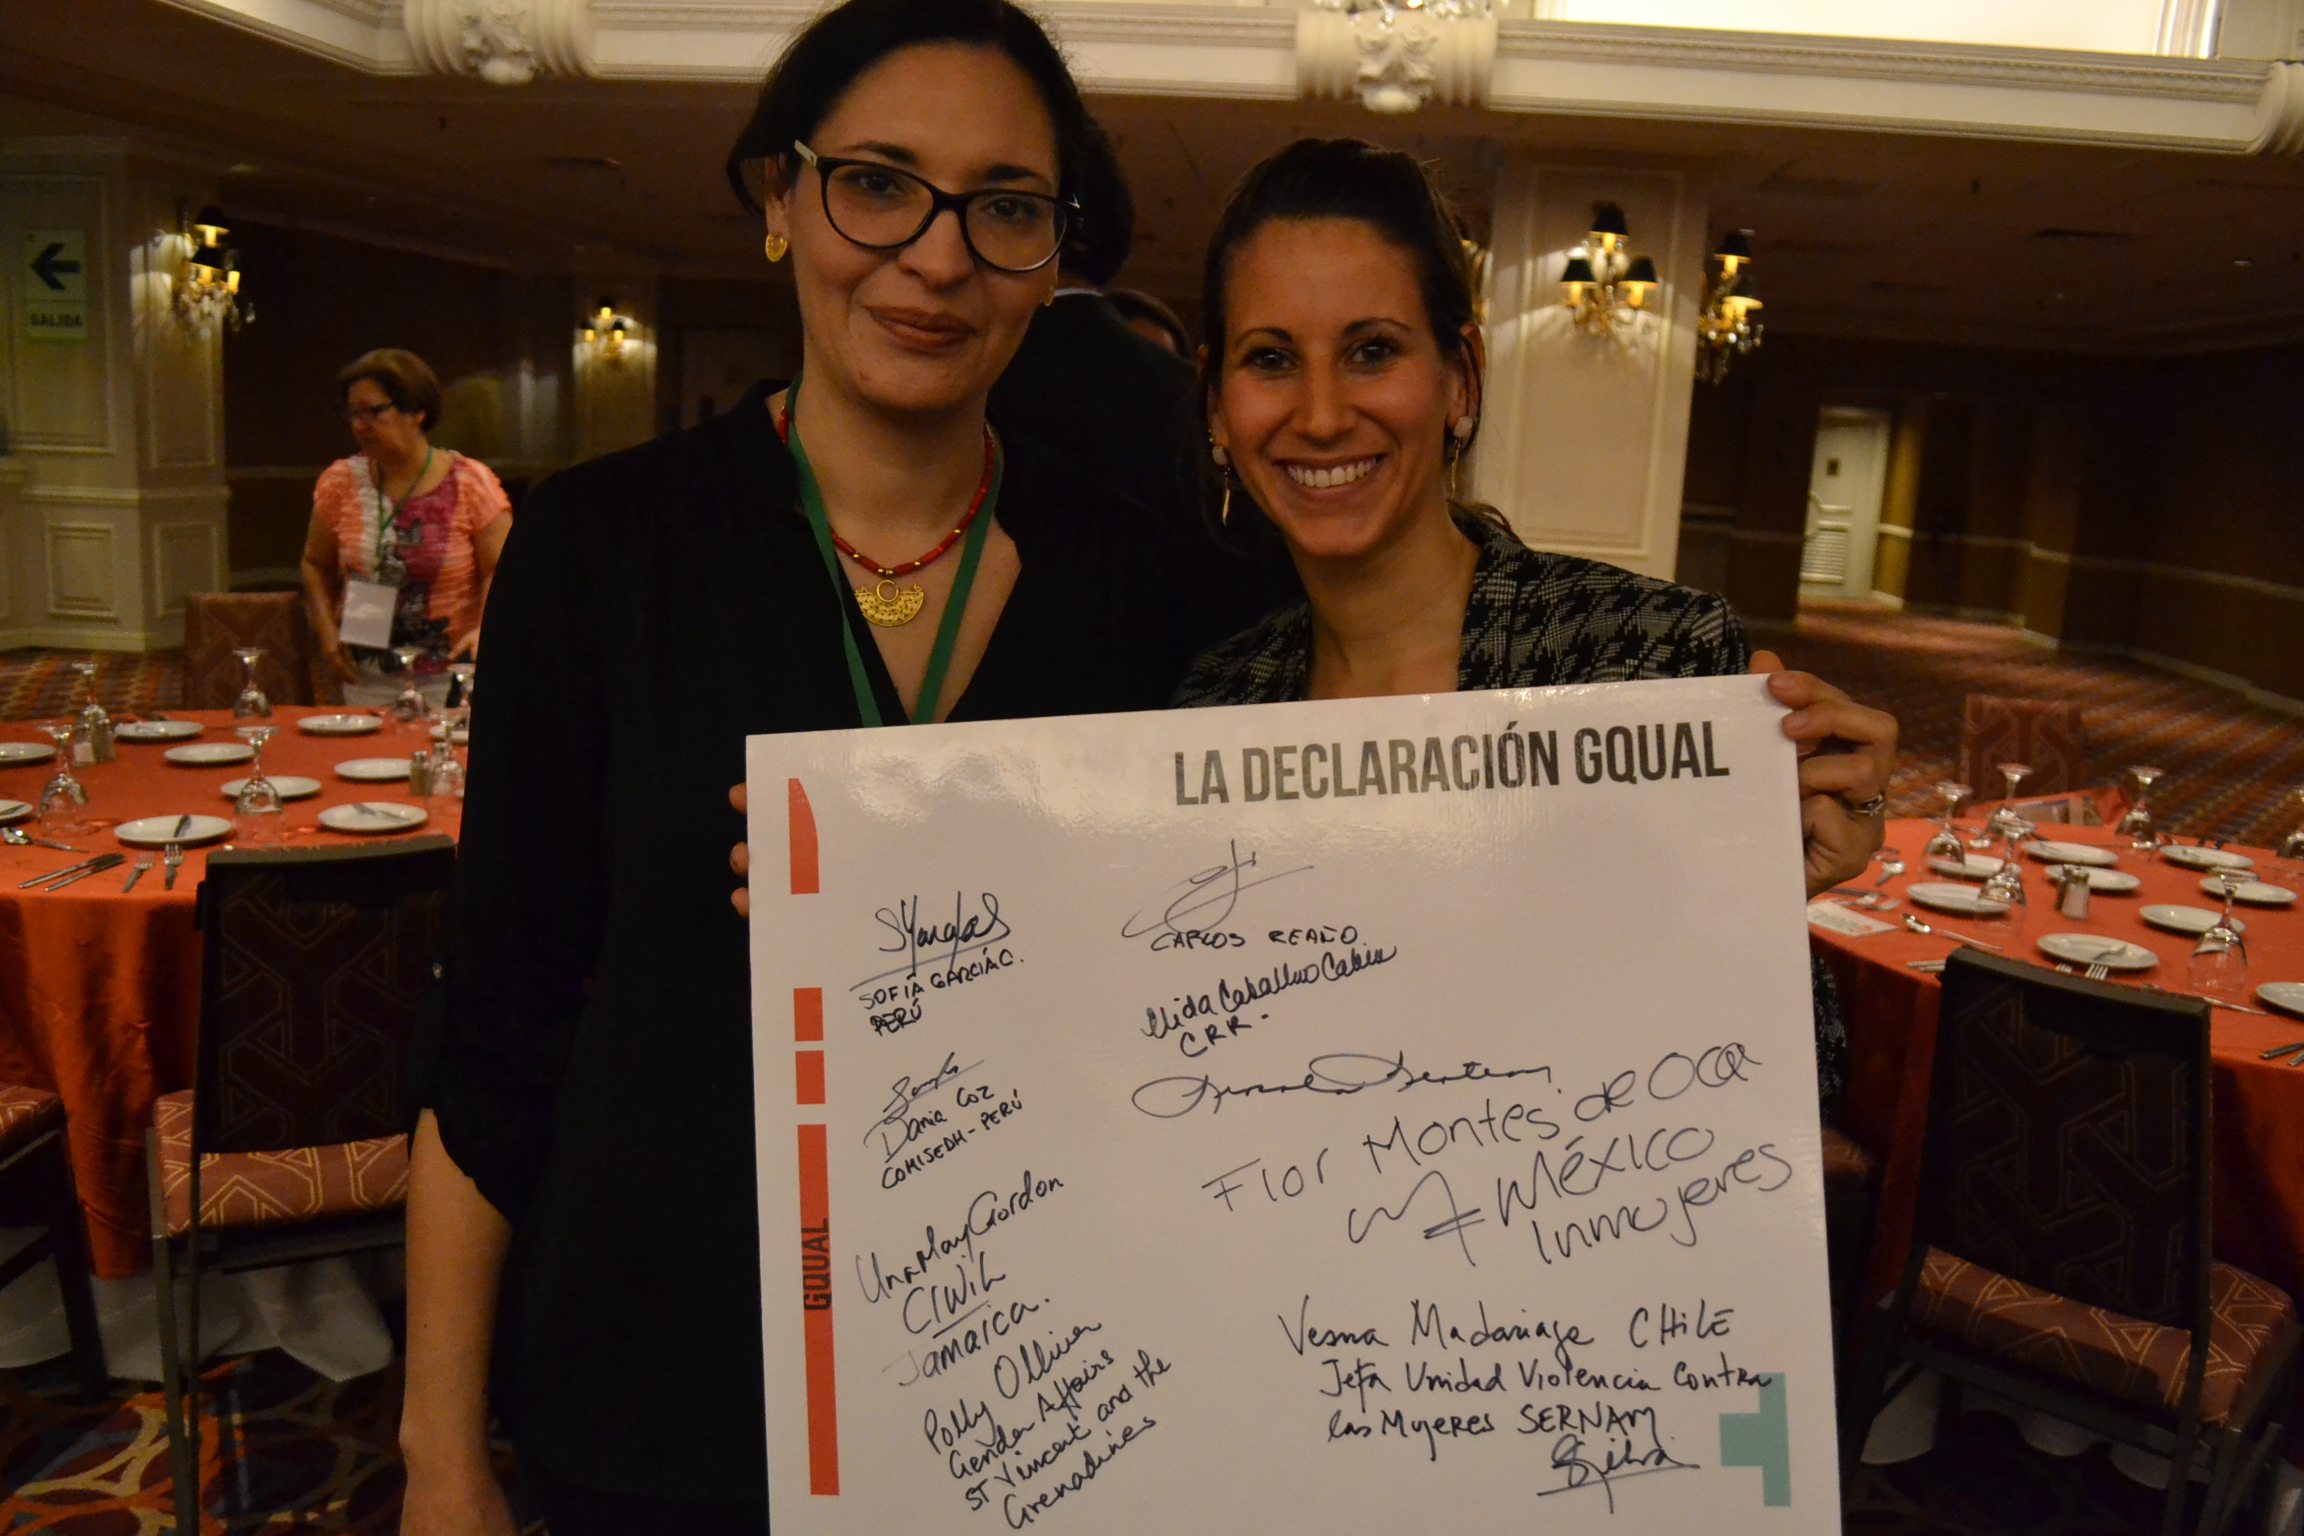 SALIDA
LA DECLARACIÓN GQUAL
SOFÍA GARCÍA C.
PERÚ
Dania COZ
COMISEDH - PERÚ
UnaMay Gordon
CIWiL
Jamaica.
Polly Ollivier
Gender Affairs
ST Vincent and the
Grenadines
CARLOS REAÑO
Elida Caballero Cabrera
CRR -
Flor Montes de OCa
México
Inmujeres
Vesna Madariaga CHILE
Jefa Unidad Violencia Contra
las Mujeres SERNAM
GQUAL